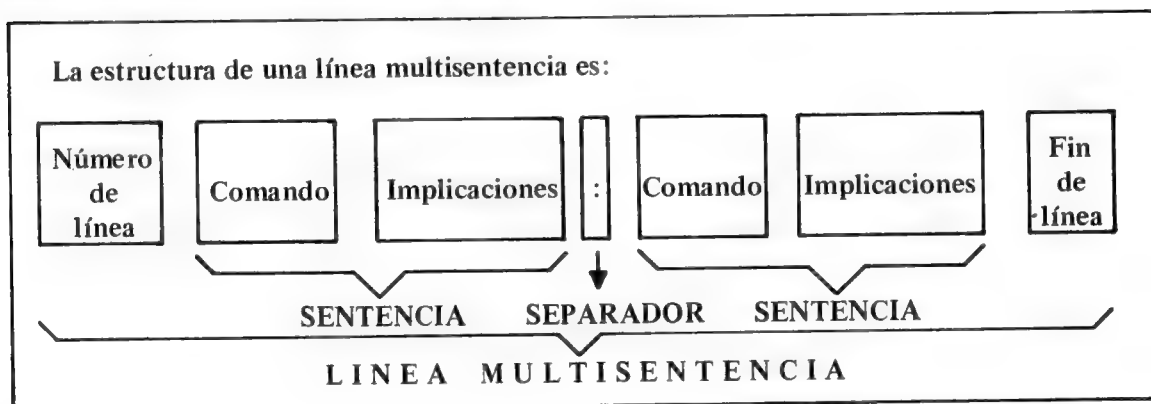 La estructura de una línea multisentencia es:
Número
de
línea
Comando
Implicaciones
:
Comando
Implicaciones
Fin
de
línea
SENTENCIA SEPARADOR SENTENCIA
LINEA MULTISENTENCIA